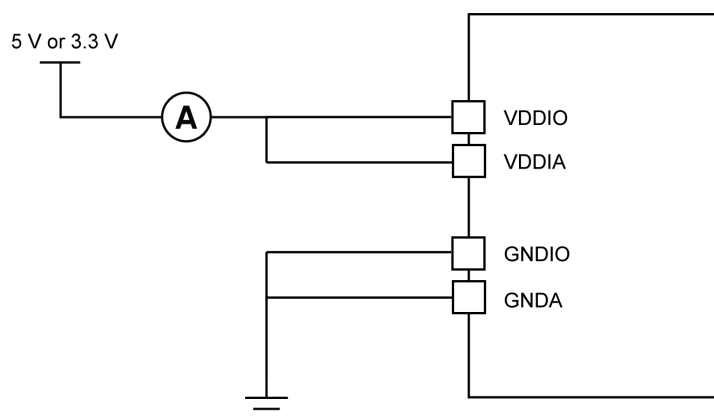 5 V or 3.3 V
A
VDDIO
VDDIA
GNDIO
GNDA